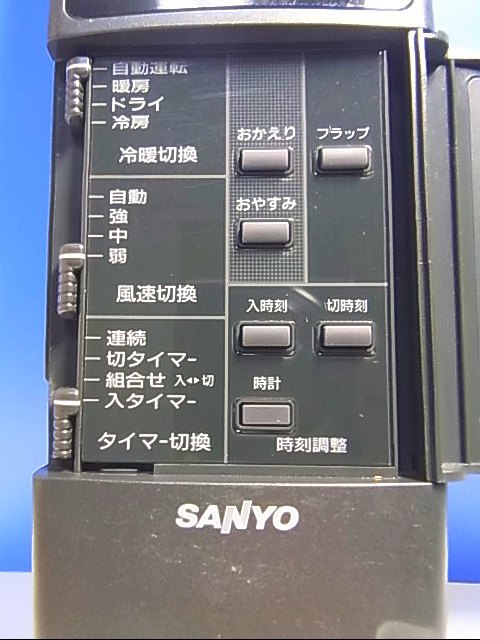 自動運転
暖房
ドライ
冷房
冷暖切換
おかえり
フラップ
おやすみ
自動
強
中
弱
風速切換
入時刻
切時刻
連続
切タイマー
組合せ 入◂▸切
入タイマー
タイマー切換
時計
時刻調整
SANYO